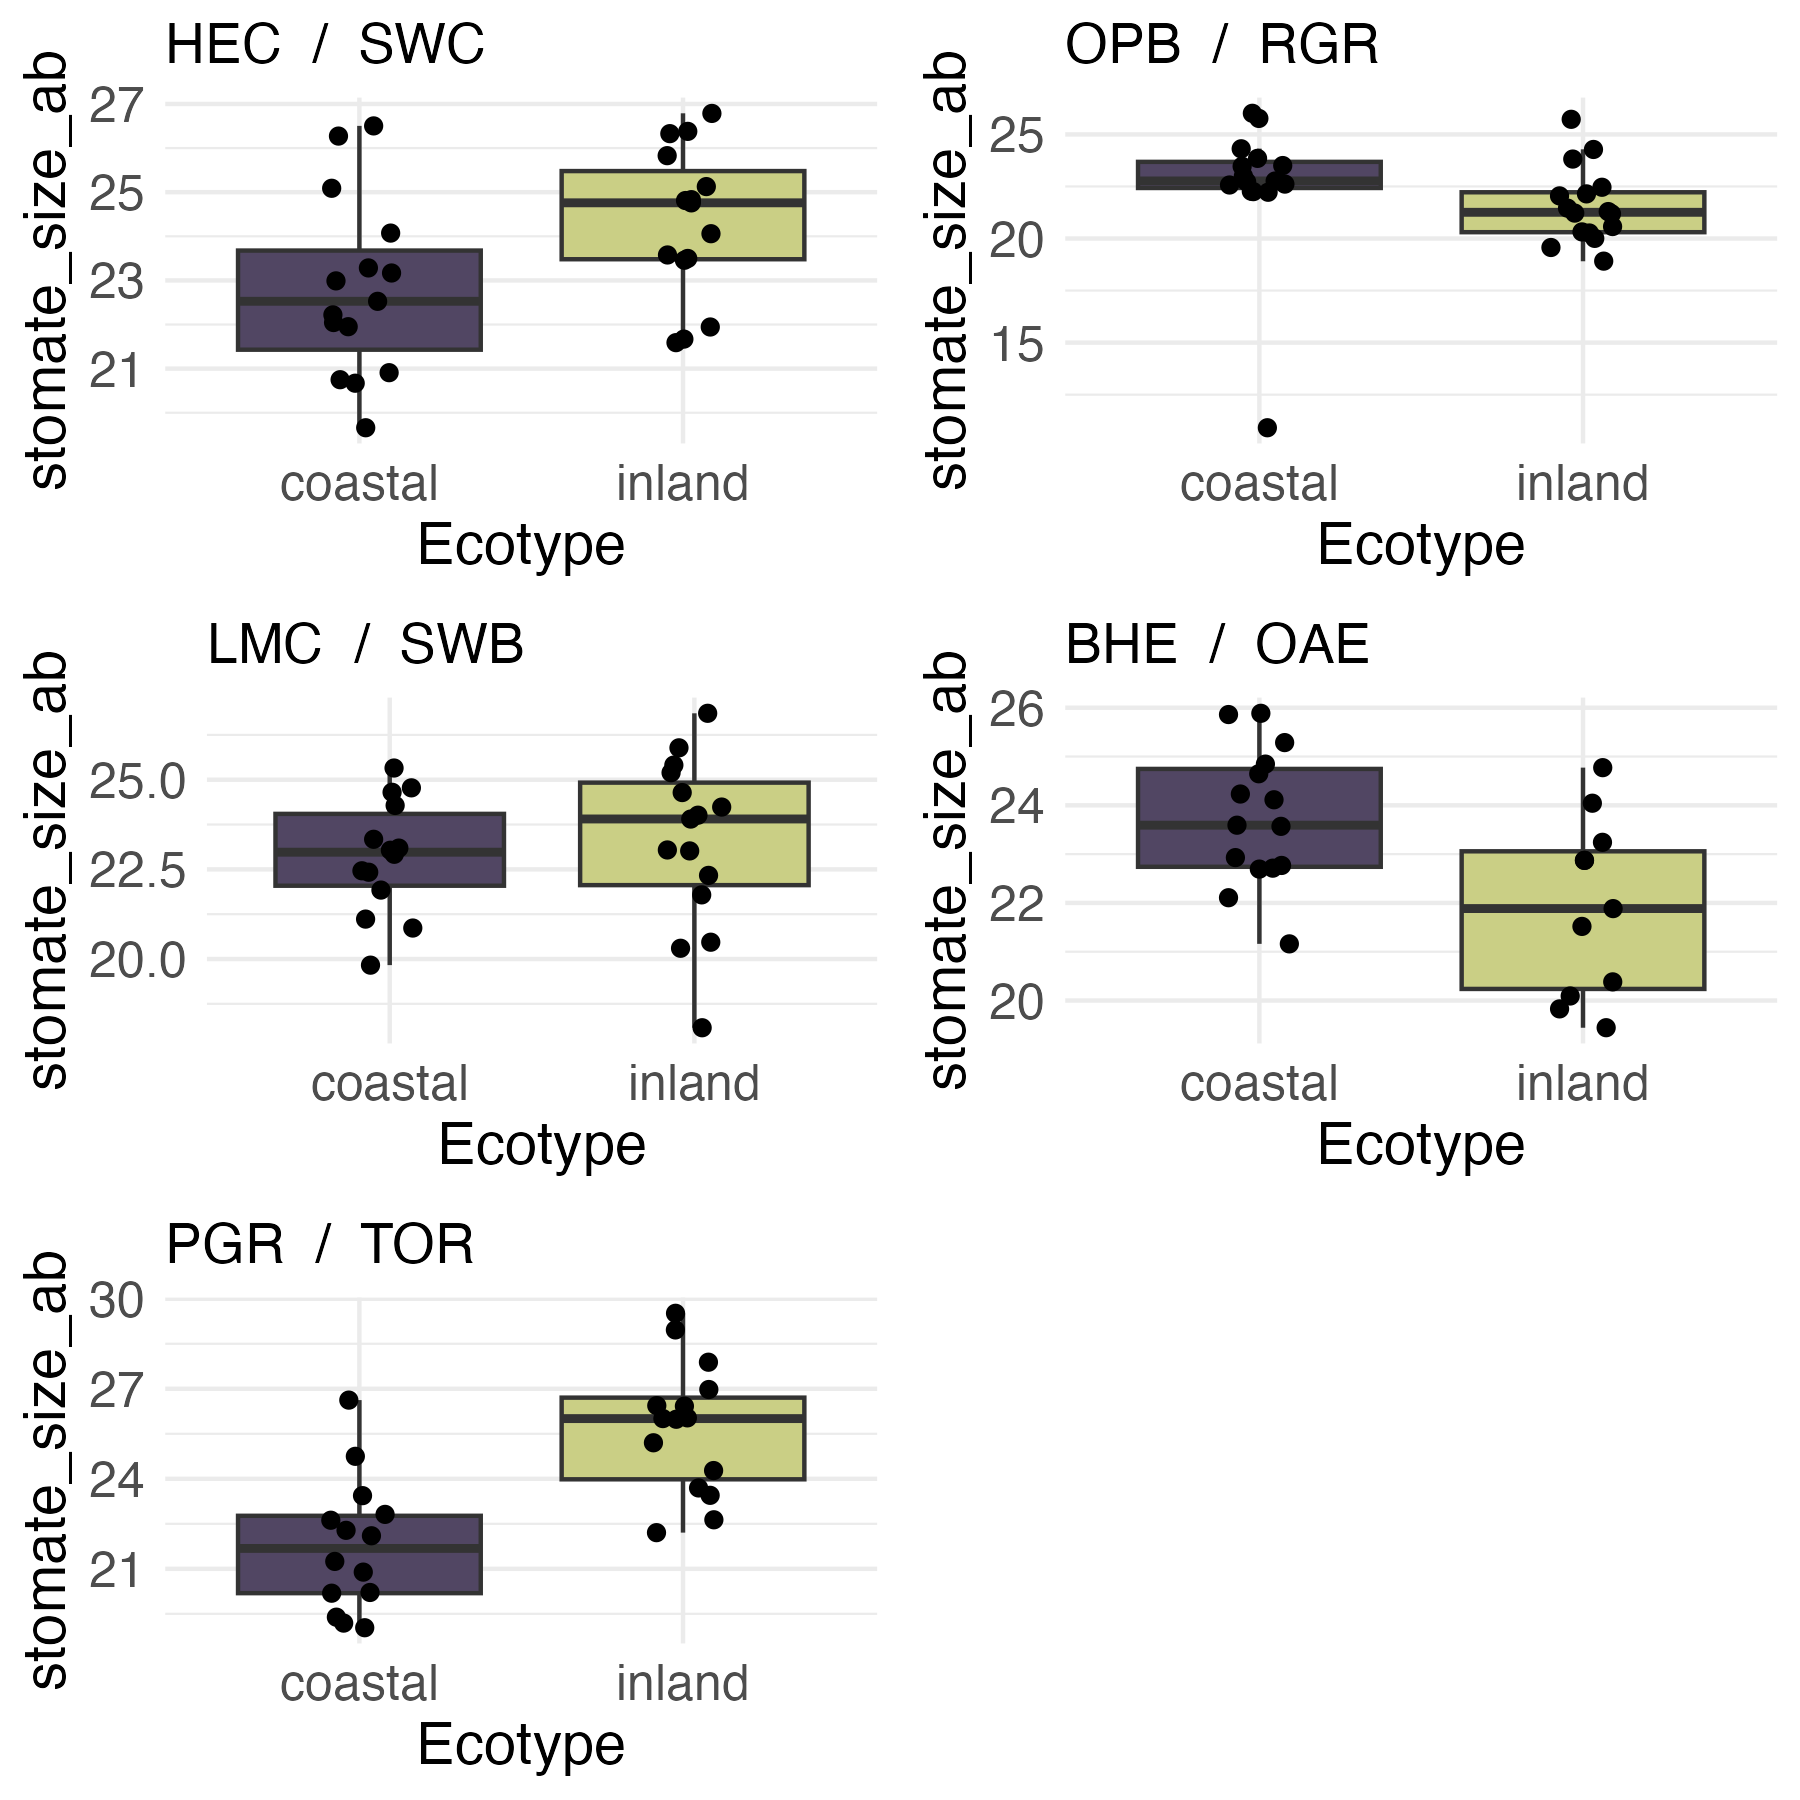 HEC / SWC
stomate_size_ab
27
25
23
21
coastal inland
Ecotype
OPB / RGR
stomate_size_ab
25
20
15
coastal inland
Ecotype
LMC / SWB
stomate_size_ab
25.0
22.5
20.0
coastal inland
Ecotype
BHE / OAE
stomate_size_ab
26
24
22
20
coastal inland
Ecotype
PGR / TOR
stomate_size_ab
30
27
24
21
coastal inland
Ecotype